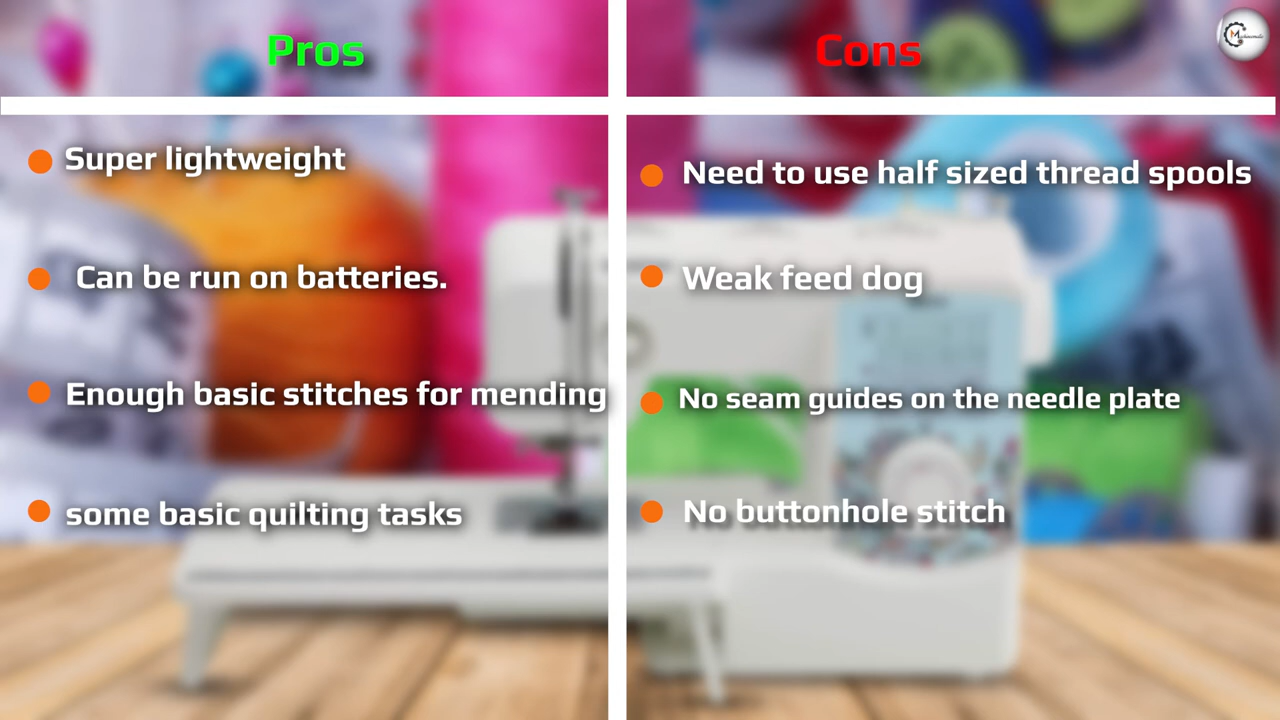 Pros
Super lightweight
Can be run on batteries.
Enough basic stitches for mending
some basic quilting tasks
Cons
Need to use half sized thread spools
Weak feed dog
No seam guides on the needle plate
No buttonhole stitch